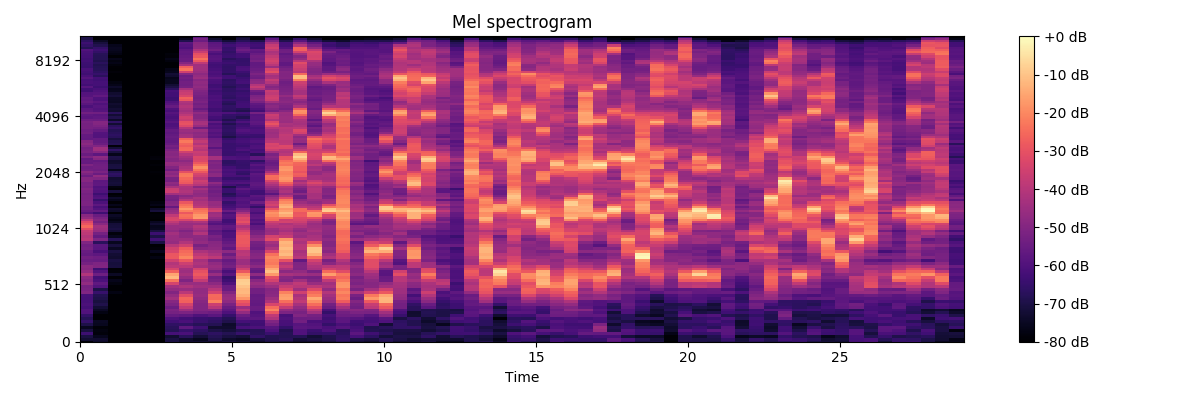 Mel spectrogram
8192
4096
2048
1024
512
0
Hz
0 5 10 15 20 25
Time
+0 dB
-10 dB
-20 dB
-30 dB
-40 dB
-50 dB
-60 dB
-70 dB
-80 dB